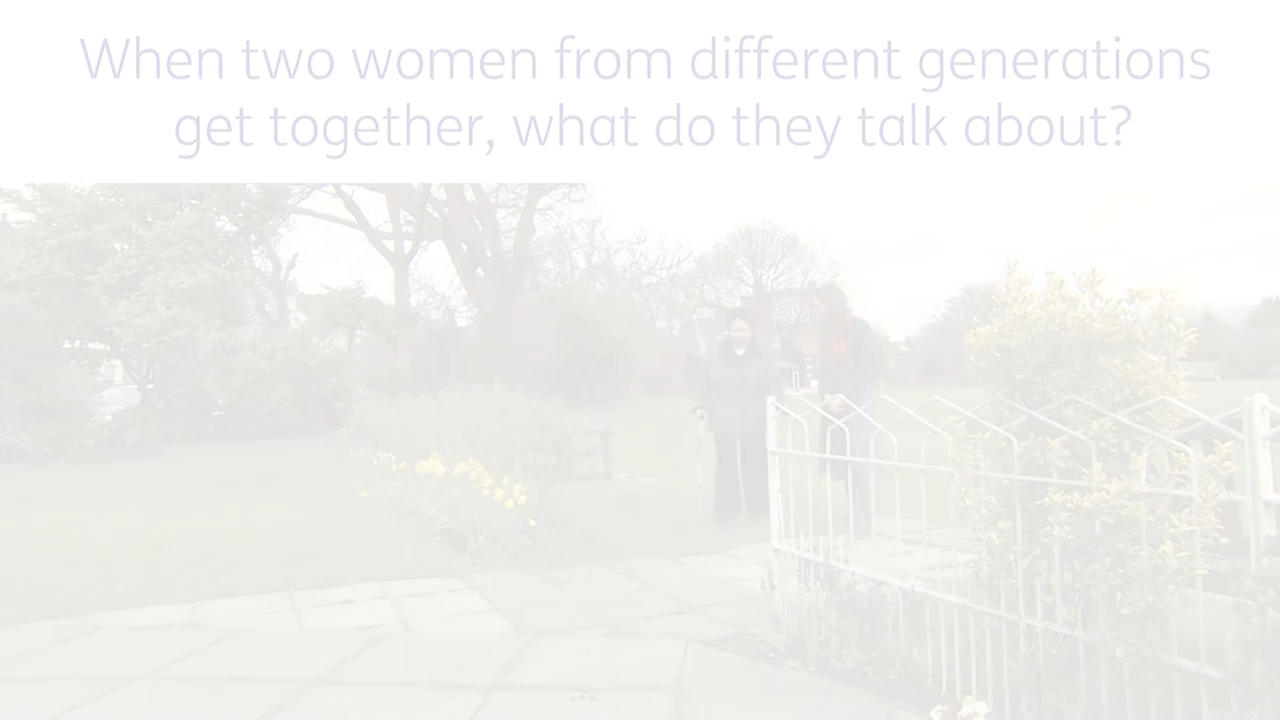 When two women from different generations
get together, what do they talk about?